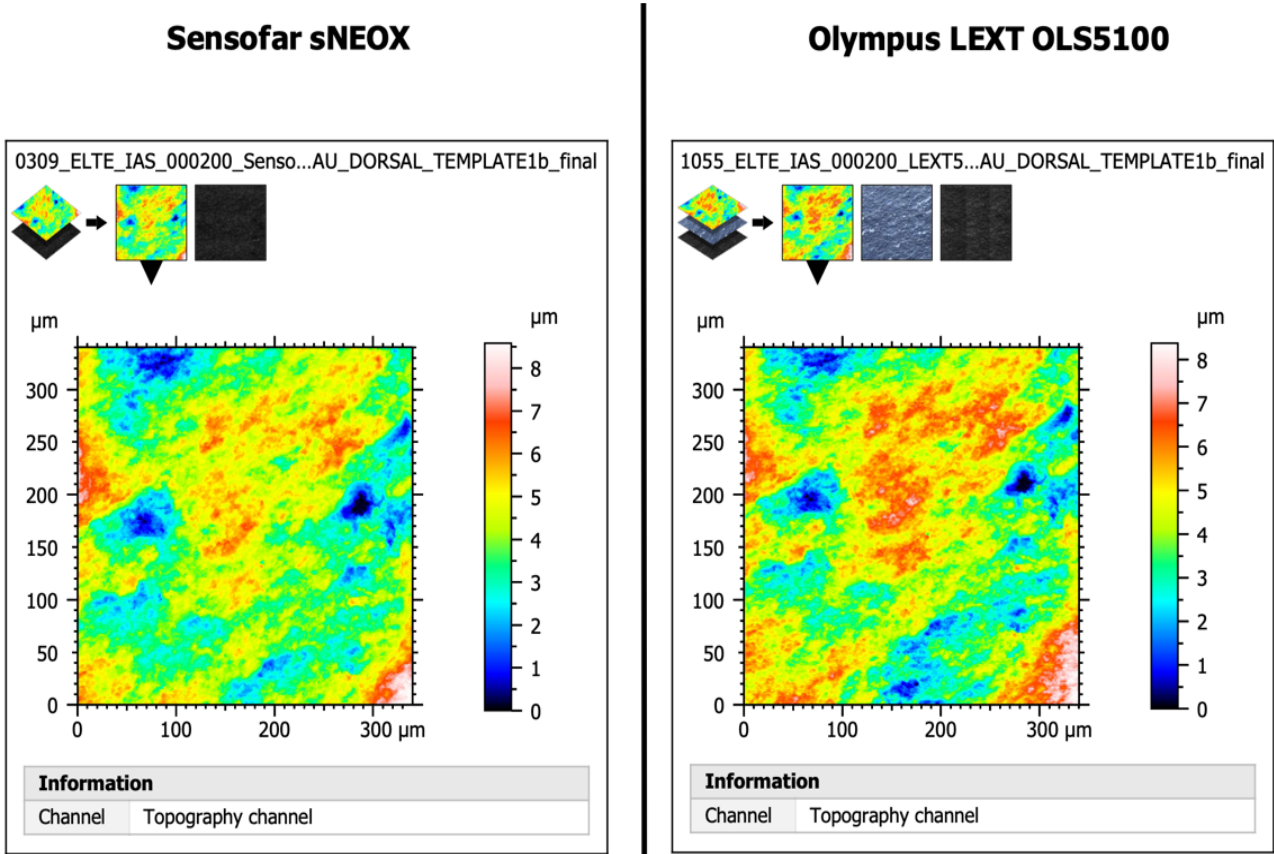 Sensofar sNEOX
0309_ELTE_IAS_000200_Senso...AU_DORSAL_TEMPLATE1b_final
µm
µm
300
250
200
150
100
50
0
0 100 200 300 µm
8
7
6
5
4
3
2
1
0
Information
Channel Topography channel
Olympus LEXT OLS5100
1055_ELTE_IAS_000200_LEXT5...AU_DORSAL_TEMPLATE1b_final
µm
µm
300
250
200
150
100
50
0
0 100 200 300 µm
8
7
6
5
4
3
2
1
0
Information
Channel Topography channel